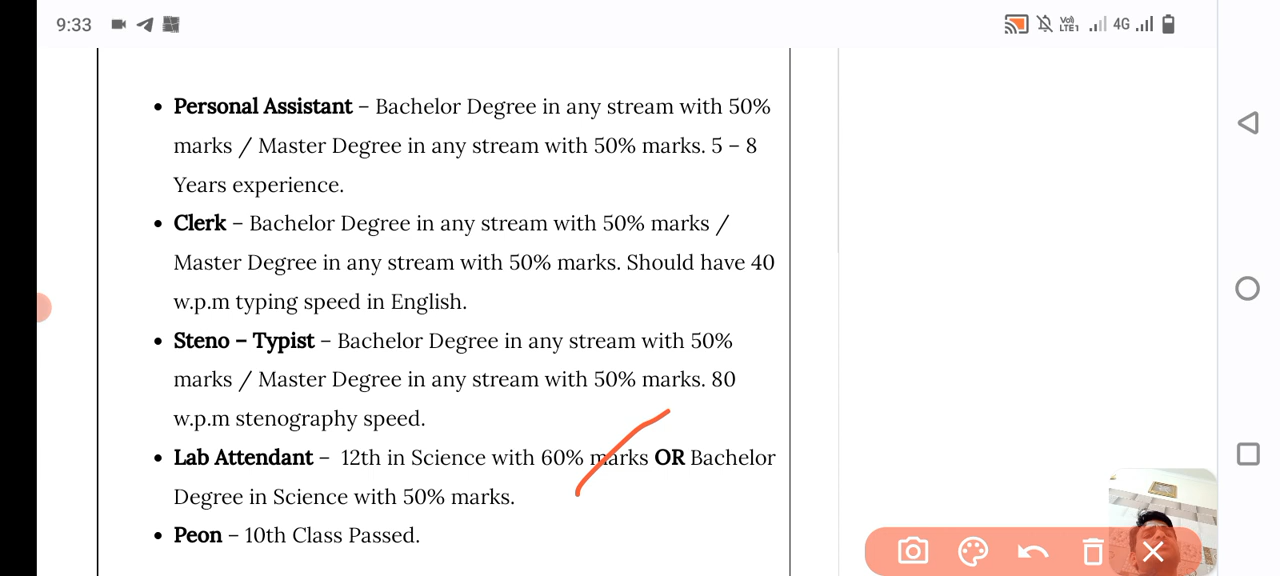 9:33
Vo) LTE1 4G
Personal Assistant – Bachelor Degree in any stream with 50%
marks / Master Degree in any stream with 50% marks. 5 – 8
Years experience.
Clerk – Bachelor Degree in any stream with 50% marks /
Master Degree in any stream with 50% marks. Should have 40
w.p.m typing speed in English.
Steno – Typist – Bachelor Degree in any stream with 50%
marks / Master Degree in any stream with 50% marks. 80
w.p.m stenography speed.
Lab Attendant – 12th in Science with 60% marks OR Bachelor
Degree in Science with 50% marks.
Peon – 10th Class Passed.